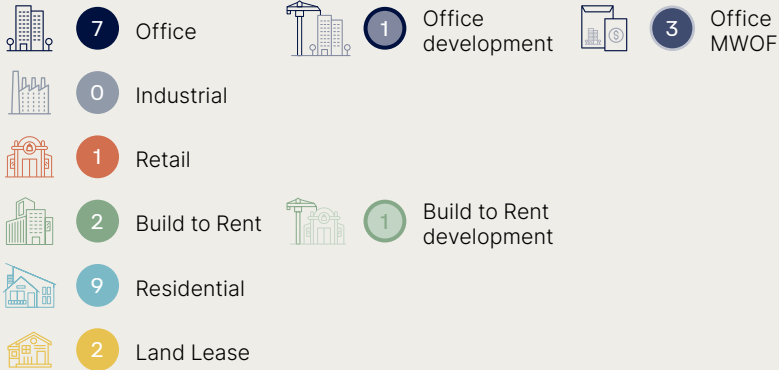 7 Office
1 Office
development
3 Office
MWOF
0 Industrial
1 Retail
2 Build to Rent
1 Build to Rent
development
9 Residential
2 Land Lease